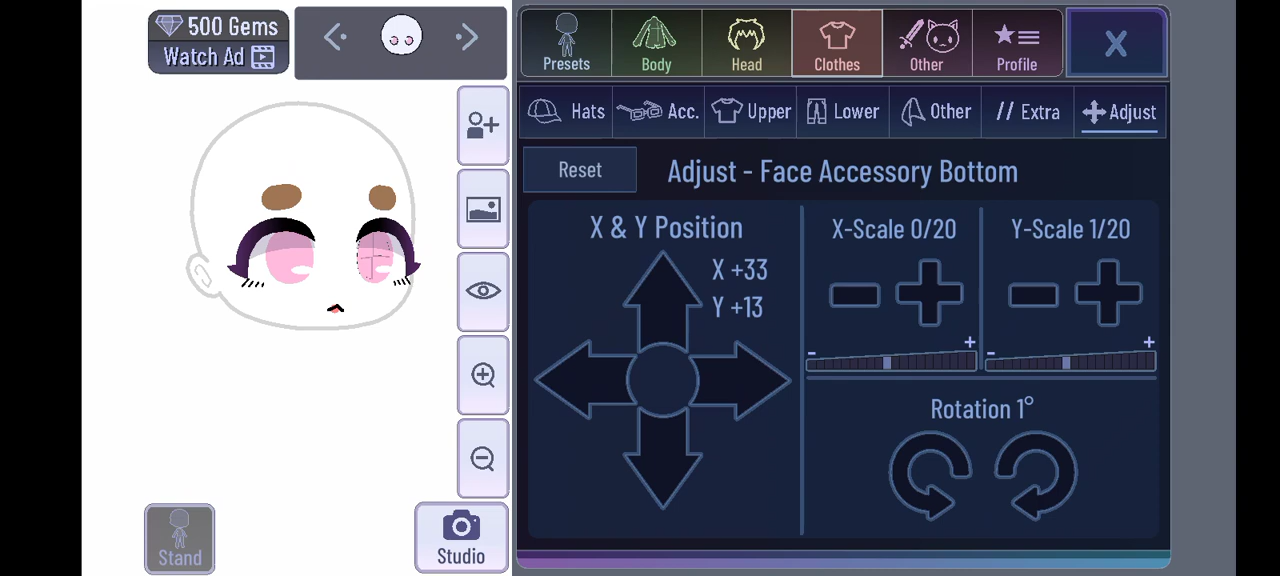 500 Gems
Watch Ad
Presets
Body
Head
Clothes
Other
Profile
X
Hats
Acc.
Upper
Lower
Other
Extra
Adjust
Reset
Adjust - Face Accessory Bottom
X & Y Position
X +33
Y +13
X-Scale 0/20
Y-Scale 1/20
- +
- +
Rotation 1°
Stand
Studio